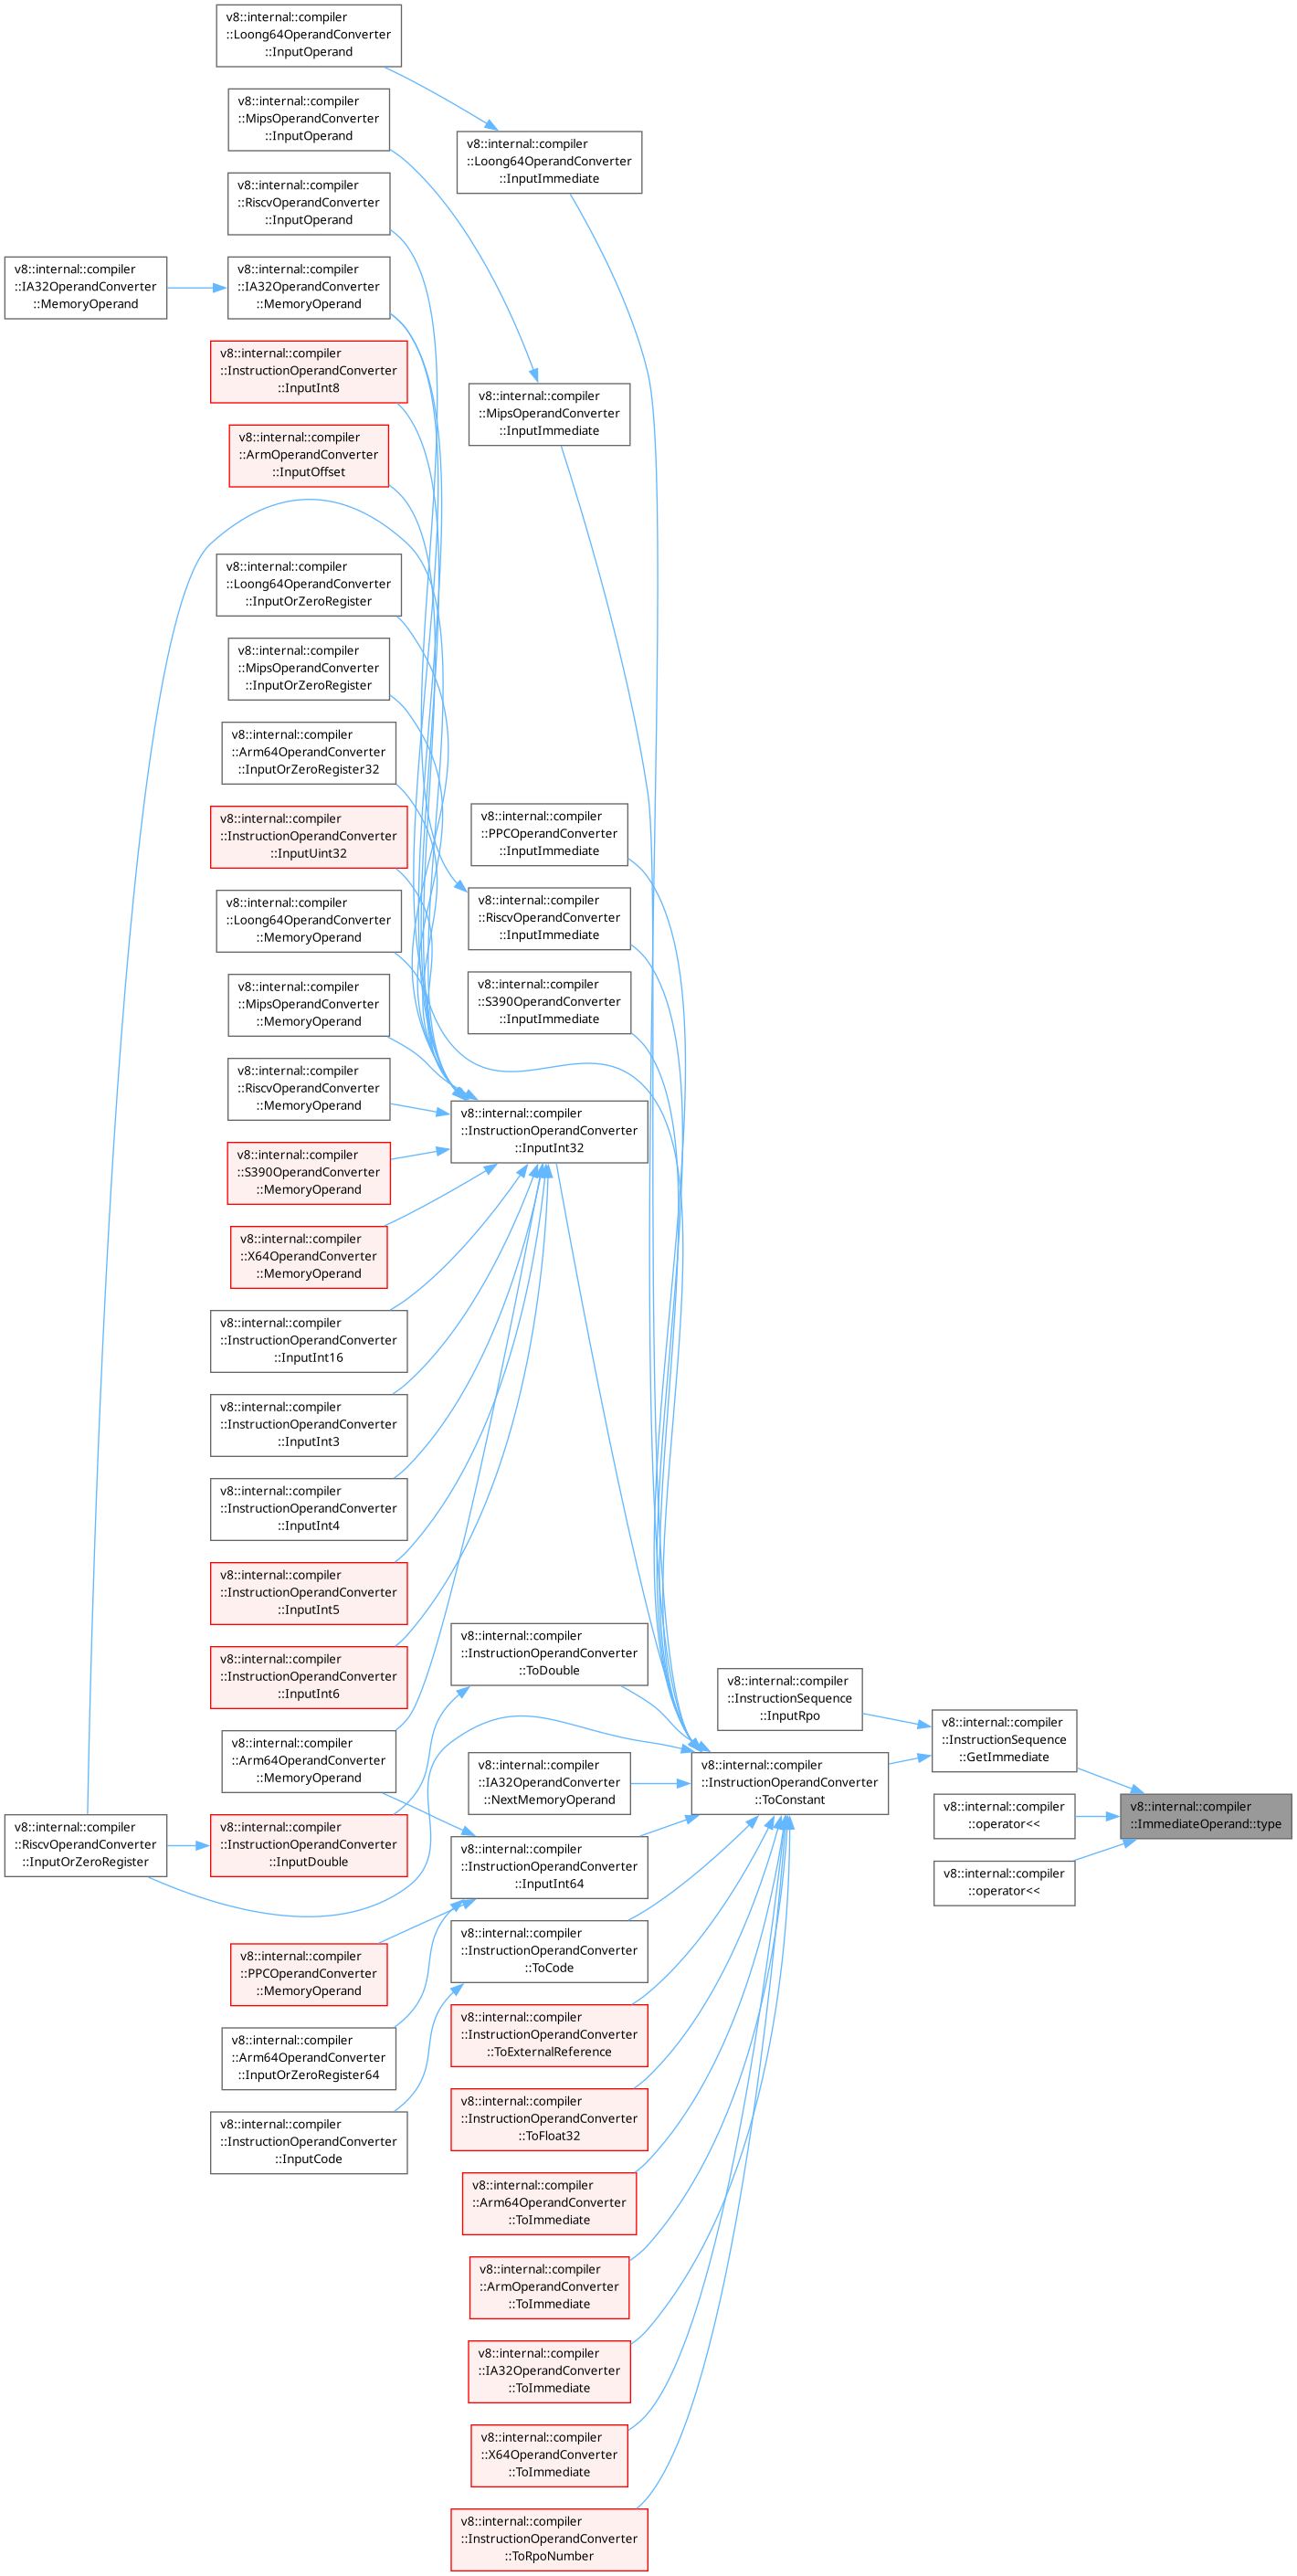 v8::internal::compiler
::Loong64OperandConverter
::InputOperand
v8::internal::compiler
::MipsOperandConverter
::InputOperand
v8::internal::compiler
::Loong64OperandConverter
::InputImmediate
v8::internal::compiler
::RiscvOperandConverter
::InputOperand
v8::internal::compiler
::IA32OperandConverter
::MemoryOperand
v8::internal::compiler
::IA32OperandConverter
::MemoryOperand
v8::internal::compiler
::InstructionOperandConverter
::InputInt8
v8::internal::compiler
::MipsOperandConverter
::InputImmediate
v8::internal::compiler
::ArmOperandConverter
::InputOffset
v8::internal::compiler
::Loong64OperandConverter
::InputOrZeroRegister
v8::internal::compiler
::MipsOperandConverter
::InputOrZeroRegister
v8::internal::compiler
::Arm64OperandConverter
::InputOrZeroRegister32
v8::internal::compiler
::InstructionOperandConverter
::InputUint32
v8::internal::compiler
::PPCOperandConverter
::InputImmediate
v8::internal::compiler
::Loong64OperandConverter
::MemoryOperand
v8::internal::compiler
::RiscvOperandConverter
::InputImmediate
v8::internal::compiler
::MipsOperandConverter
::MemoryOperand
v8::internal::compiler
::S390OperandConverter
::InputImmediate
v8::internal::compiler
::RiscvOperandConverter
::MemoryOperand
v8::internal::compiler
::InstructionOperandConverter
::InputInt32
v8::internal::compiler
::S390OperandConverter
::MemoryOperand
v8::internal::compiler
::X64OperandConverter
::MemoryOperand
v8::internal::compiler
::InstructionOperandConverter
::InputInt16
v8::internal::compiler
::InstructionOperandConverter
::InputInt3
v8::internal::compiler
::InstructionOperandConverter
::InputInt4
v8::internal::compiler
::InstructionOperandConverter
::InputInt5
v8::internal::compiler
::InstructionOperandConverter
::InputInt6
v8::internal::compiler
::InstructionOperandConverter
::ToDouble
v8::internal::compiler
::InstructionSequence
::InputRpo
v8::internal::compiler
::InstructionSequence
::GetImmediate
v8::internal::compiler
::Arm64OperandConverter
::MemoryOperand
v8::internal::compiler
::IA32OperandConverter
::NextMemoryOperand
v8::internal::compiler
::InstructionOperandConverter
::ToConstant
v8::internal::compiler
::operator<<
v8::internal::compiler
::ImmediateOperand::type
v8::internal::compiler
::RiscvOperandConverter
::InputOrZeroRegister
v8::internal::compiler
::InstructionOperandConverter
::InputDouble
v8::internal::compiler
::InstructionOperandConverter
::InputInt64
v8::internal::compiler
::operator<<
v8::internal::compiler
::PPCOperandConverter
::MemoryOperand
v8::internal::compiler
::InstructionOperandConverter
::ToCode
v8::internal::compiler
::Arm64OperandConverter
::InputOrZeroRegister64
v8::internal::compiler
::InstructionOperandConverter
::ToExternalReference
v8::internal::compiler
::InstructionOperandConverter
::InputCode
v8::internal::compiler
::InstructionOperandConverter
::ToFloat32
v8::internal::compiler
::Arm64OperandConverter
::ToImmediate
v8::internal::compiler
::ArmOperandConverter
::ToImmediate
v8::internal::compiler
::IA32OperandConverter
::ToImmediate
v8::internal::compiler
::X64OperandConverter
::ToImmediate
v8::internal::compiler
::InstructionOperandConverter
::ToRpoNumber